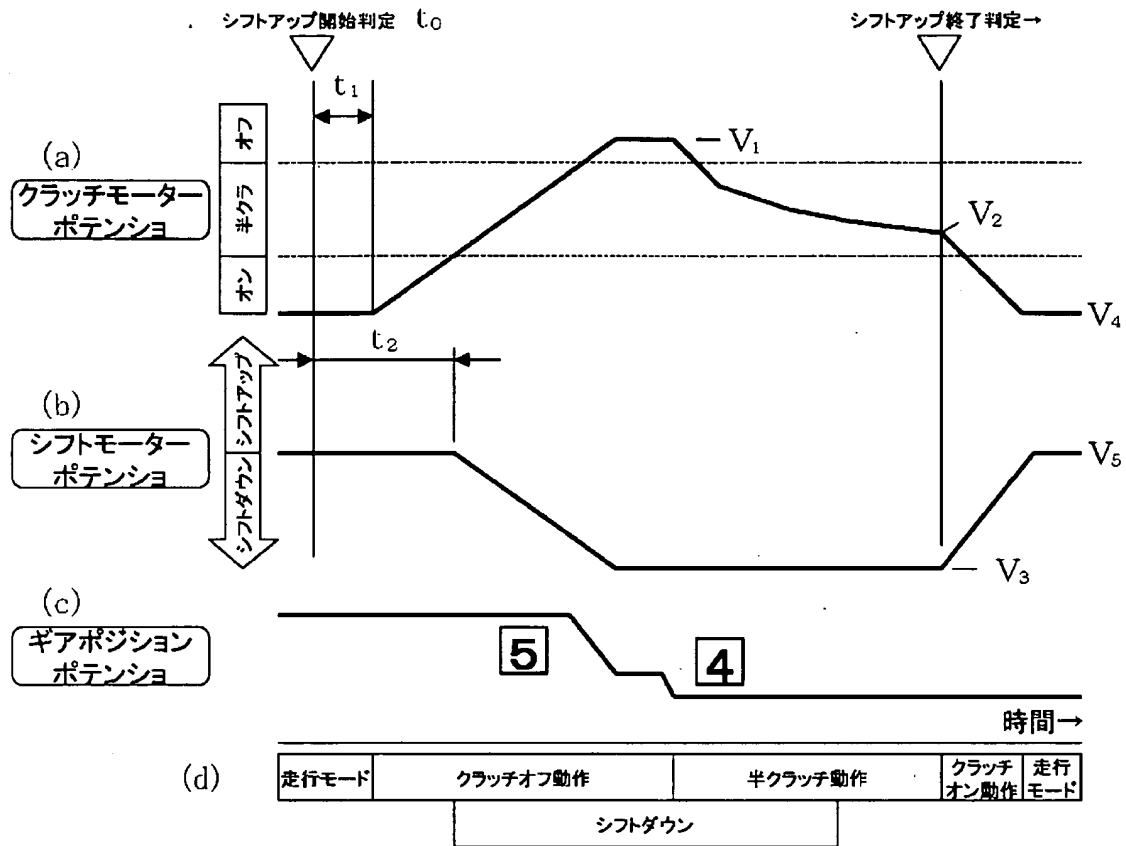 シフトアップ開始判定 t₀
シフトアップ終了判定→
t₁
(a)
クラッチモーター
ポテンショ
オフ
半クラ
オン
V₁
V₂
V₄
t₂
(b)
シフトモーター
ポテンショ
シフトアップ
シフトダウン
V₅
V₃
(c)
ギアポジション
ポテンショ
5
4
時間→
(d)
走行モード
クラッチオフ動作
半クラッチ動作
クラッチ
オン動作
走行
モード
シフトダウン